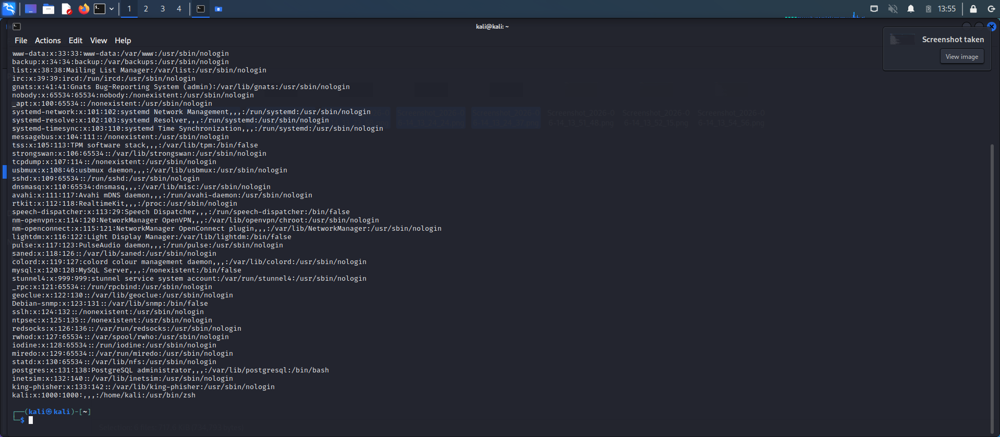 1 2 3 4 13:55
kali@kali: ~
File Actions Edit View Help
Screenshot taken
View image
www-data:x:33:33:www-data:/var/www:/usr/sbin/nologin
backup:x:34:34:backup:/var/backups:/usr/sbin/nologin
list:x:38:38:Mailing List Manager:/var/list:/usr/sbin/nologin
irc:x:39:39:ircd:/run/ircd:/usr/sbin/nologin
gnats:x:41:41:Gnats Bug-Reporting System (admin):/var/lib/gnats:/usr/sbin/nologin
nobody:x:65534:65534:nobody:/nonexistent:/usr/sbin/nologin
_apt:x:100:65534::/nonexistent:/usr/sbin/nologin
systemd-network:x:101:102:systemd Network Management,,,:/run/systemd:/usr/sbin/nologin
systemd-resolve:x:102:103:systemd Resolver,,,:/run/systemd:/usr/sbin/nologin
systemd-timesync:x:103:110:systemd Time Synchronization,,,:/run/systemd:/usr/sbin/nologin
messagebus:x:104:111::/nonexistent:/usr/sbin/nologin
tss:x:105:113:TPM software stack,,,:/var/lib/tpm:/bin/false
strongswan:x:106:65534::/var/lib/strongswan:/usr/sbin/nologin
tcpdump:x:107:114::/nonexistent:/usr/sbin/nologin
usbmux:x:108:46:usbmux daemon,,,:/var/lib/usbmux:/usr/sbin/nologin
sshd:x:109:65534::/run/sshd:/usr/sbin/nologin
dnsmasq:x:110:65534:dnsmasq,,,:/var/lib/misc:/usr/sbin/nologin
avahi:x:111:117:Avahi mDNS daemon,,,:/run/avahi-daemon:/usr/sbin/nologin
rtkit:x:112:118:RealtimeKit,,,:/proc:/usr/sbin/nologin
speech-dispatcher:x:113:29:Speech Dispatcher,,,:/run/speech-dispatcher:/bin/false
nm-openvpn:x:114:120:NetworkManager OpenVPN,,,:/var/lib/openvpn/chroot:/usr/sbin/nologin
nm-openconnect:x:115:121:NetworkManager OpenConnect plugin,,,:/var/lib/NetworkManager:/usr/sbin/nologin
lightdm:x:116:122:Light Display Manager:/var/lib/lightdm:/bin/false
pulse:x:117:123:PulseAudio daemon,,,:/run/pulse:/usr/sbin/nologin
saned:x:118:126::/var/lib/saned:/usr/sbin/nologin
colord:x:119:127:colord colour management daemon,,,:/var/lib/colord:/usr/sbin/nologin
mysql:x:120:128:MySQL Server,,,:/nonexistent:/bin/false
stunnel4:x:999:999:stunnel service system account:/var/run/stunnel4:/usr/sbin/nologin
_rpc:x:121:65534::/run/rpcbind:/usr/sbin/nologin
geoclue:x:122:130::/var/lib/geoclue:/usr/sbin/nologin
Debian-snmp:x:123:131::/var/lib/snmp:/bin/false
sslh:x:124:132::/nonexistent:/usr/sbin/nologin
ntpsec:x:125:135::/nonexistent:/usr/sbin/nologin
redsocks:x:126:136::/var/run/redsocks:/usr/sbin/nologin
rwhod:x:127:65534::/var/spool/rwho:/usr/sbin/nologin
iodine:x:128:65534::/run/iodine:/usr/sbin/nologin
miredo:x:129:65534::/var/run/miredo:/usr/sbin/nologin
statd:x:130:65534::/var/lib/nfs:/usr/sbin/nologin
postgres:x:131:138:PostgreSQL administrator,,,:/var/lib/postgresql:/bin/bash
inetsim:x:132:140::/var/lib/inetsim:/usr/sbin/nologin
king-phisher:x:133:142::/var/lib/king-phisher:/usr/sbin/nologin
kali:x:1000:1000:,,,:/home/kali:/usr/bin/zsh
┌──(kali㉿kali)-[~]
└─$